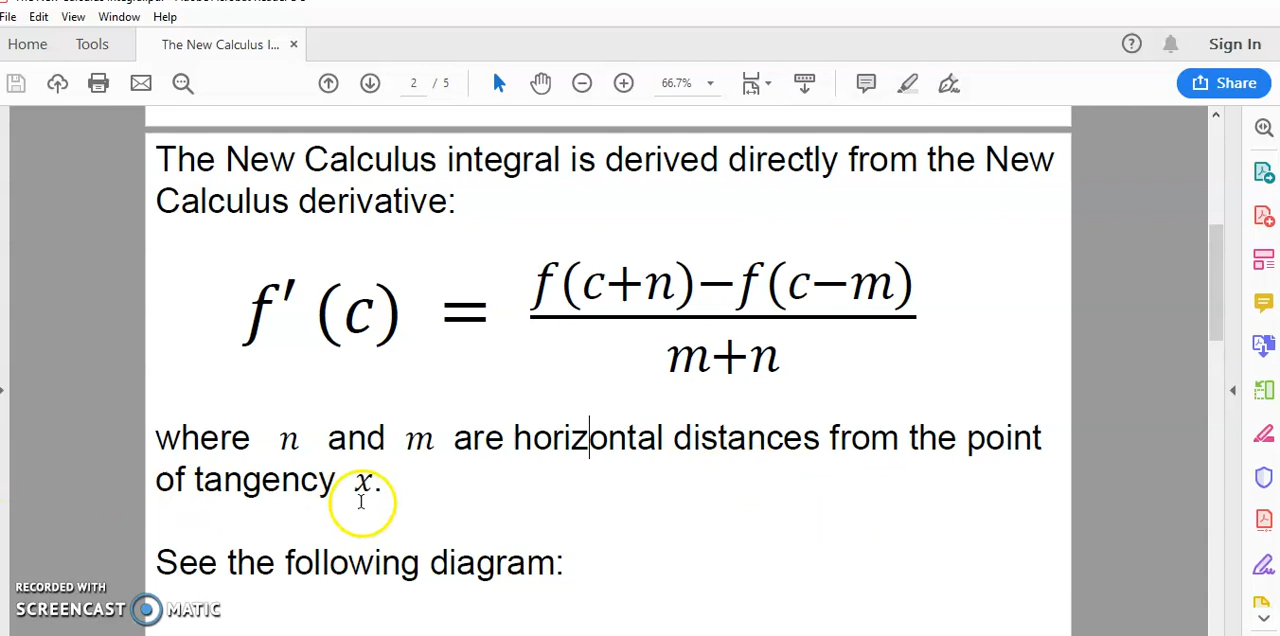 File Edit View Window Help
Home Tools The New Calculus I... × Sign In
2 / 5 66.7% Share
The New Calculus integral is derived directly from the New
Calculus derivative:
f′ (c) = f(c+n)−f(c−m)
m+n
where n and m are horizontal distances from the point
of tangency x.
See the following diagram:
RECORDED WITH
SCREENCAST MATIC